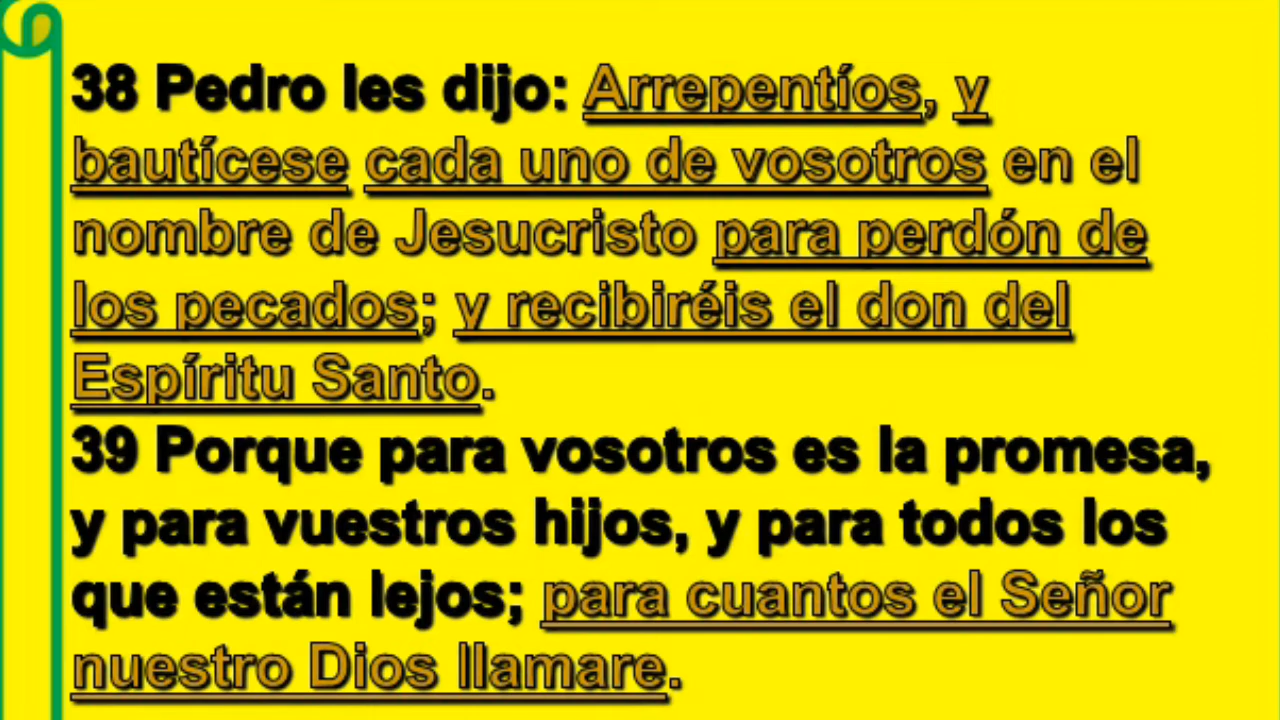 38 Pedro les dijo: Arrepentíos, y
bautícese cada uno de vosotros en el
nombre de Jesucristo para perdón de
los pecados; y recibiréis el don del
Espíritu Santo.
39 Porque para vosotros es la promesa,
y para vuestros hijos, y para todos los
que están lejos; para cuantos el Señor
nuestro Dios llamare.